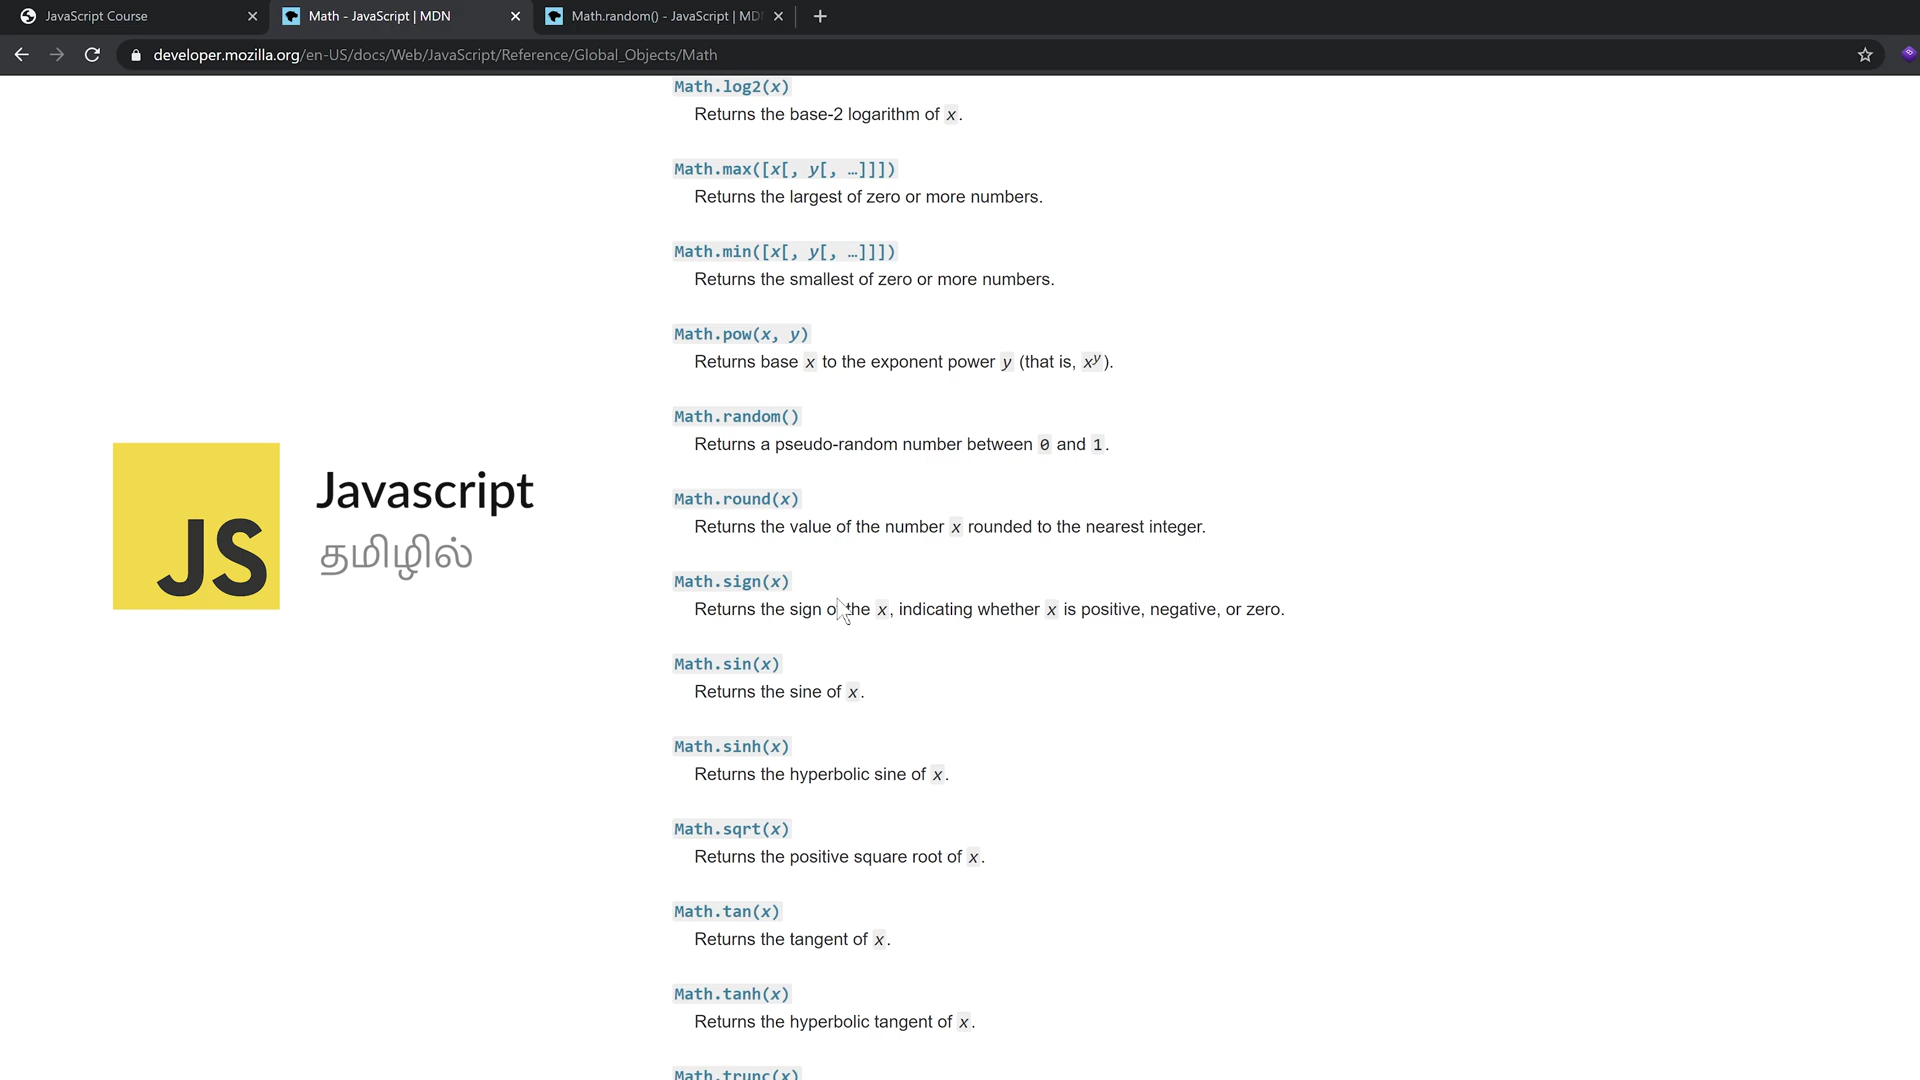 JavaScript Course
Math - JavaScript | MDN
Math.random() - JavaScript | MD
developer.mozilla.org/en-US/docs/Web/JavaScript/Reference/Global_Objects/Math
Math.log2(x)
Returns the base-2 logarithm of x.
Math.max([x[, y[, …]]])
Returns the largest of zero or more numbers.
Math.min([x[, y[, …]]])
Returns the smallest of zero or more numbers.
Math.pow(x, y)
Returns base x to the exponent power y (that is, xʸ).
Math.random()
Returns a pseudo-random number between 0 and 1.
JS
Javascript
தமிழில்
Math.round(x)
Returns the value of the number x rounded to the nearest integer.
Math.sign(x)
Returns the sign of the x, indicating whether x is positive, negative, or zero.
Math.sin(x)
Returns the sine of x.
Math.sinh(x)
Returns the hyperbolic sine of x.
Math.sqrt(x)
Returns the positive square root of x.
Math.tan(x)
Returns the tangent of x.
Math.tanh(x)
Returns the hyperbolic tangent of x.
Math.trunc(x)